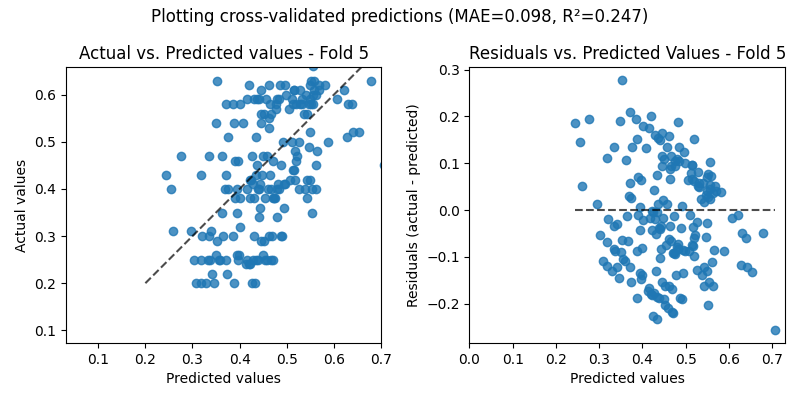 Plotting cross-validated predictions (MAE=0.098, R²=0.247)
Actual vs. Predicted values - Fold 5
Actual values
0.6
0.5
0.4
0.3
0.2
0.1
0.1 0.2 0.3 0.4 0.5 0.6 0.7
Predicted values
Residuals vs. Predicted Values - Fold 5
Residuals (actual - predicted)
0.3
0.2
0.1
0.0
−0.1
−0.2
0.0 0.1 0.2 0.3 0.4 0.5 0.6 0.7
Predicted values